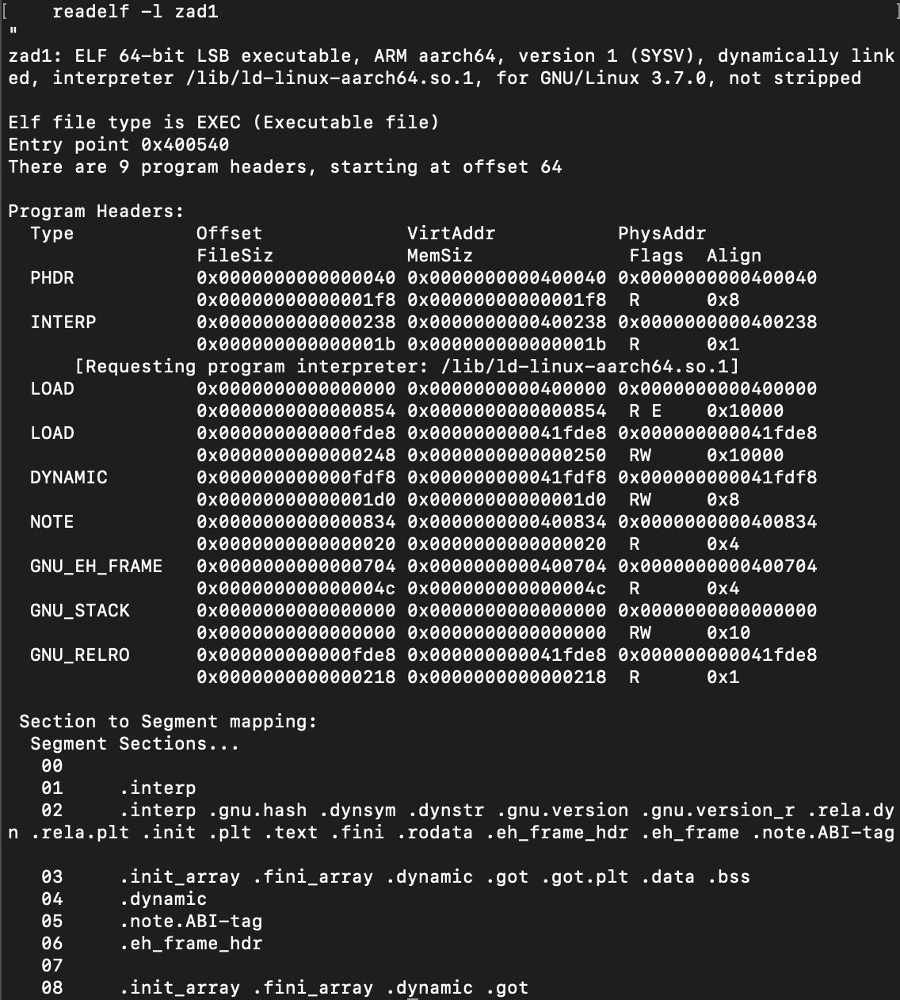 [    readelf -l zad1                                                             ]
"
zad1: ELF 64-bit LSB executable, ARM aarch64, version 1 (SYSV), dynamically link
ed, interpreter /lib/ld-linux-aarch64.so.1, for GNU/Linux 3.7.0, not stripped

Elf file type is EXEC (Executable file)
Entry point 0x400540
There are 9 program headers, starting at offset 64

Program Headers:
  Type           Offset             VirtAddr           PhysAddr
                 FileSiz            MemSiz              Flags  Align
  PHDR           0x0000000000000040 0x0000000000400040 0x0000000000400040
                 0x00000000000001f8 0x00000000000001f8  R      0x8
  INTERP         0x0000000000000238 0x0000000000400238 0x0000000000400238
                 0x000000000000001b 0x000000000000001b  R      0x1
      [Requesting program interpreter: /lib/ld-linux-aarch64.so.1]
  LOAD           0x0000000000000000 0x0000000000400000 0x0000000000400000
                 0x0000000000000854 0x0000000000000854  R E    0x10000
  LOAD           0x000000000000fde8 0x000000000041fde8 0x000000000041fde8
                 0x0000000000000248 0x0000000000000250  RW     0x10000
  DYNAMIC        0x000000000000fdf8 0x000000000041fdf8 0x000000000041fdf8
                 0x00000000000001d0 0x00000000000001d0  RW     0x8
  NOTE           0x0000000000000834 0x0000000000400834 0x0000000000400834
                 0x0000000000000020 0x0000000000000020  R      0x4
  GNU_EH_FRAME   0x0000000000000704 0x0000000000400704 0x0000000000400704
                 0x000000000000004c 0x000000000000004c  R      0x4
  GNU_STACK      0x0000000000000000 0x0000000000000000 0x0000000000000000
                 0x0000000000000000 0x0000000000000000  RW     0x10
  GNU_RELRO      0x000000000000fde8 0x000000000041fde8 0x000000000041fde8
                 0x0000000000000218 0x0000000000000218  R      0x1

 Section to Segment mapping:
  Segment Sections...
   00
   01     .interp
   02     .interp .gnu.hash .dynsym .dynstr .gnu.version .gnu.version_r .rela.dy
n .rela.plt .init .plt .text .fini .rodata .eh_frame_hdr .eh_frame .note.ABI-tag

   03     .init_array .fini_array .dynamic .got .got.plt .data .bss
   04     .dynamic
   05     .note.ABI-tag
   06     .eh_frame_hdr
   07
   08     .init_array .fini_array .dynamic .got